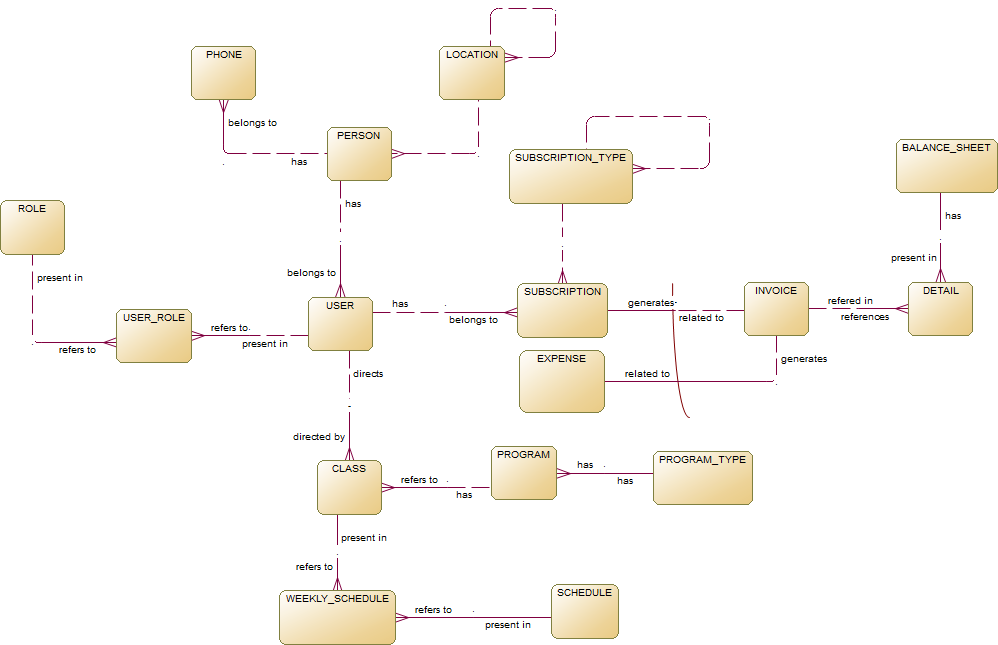 PHONE
LOCATION
belongs to
has
PERSON
SUBSCRIPTION_TYPE
BALANCE_SHEET
has
has
ROLE
present in
belongs to
present in
USER
has
belongs to
SUBSCRIPTION
generates
related to
INVOICE
refered in
references
DETAIL
USER_ROLE
refers to
refers to
present in
EXPENSE
related to
generates
directs
directed by
CLASS
refers to
has
PROGRAM
has
has
PROGRAM_TYPE
present in
refers to
WEEKLY_SCHEDULE
refers to
present in
SCHEDULE